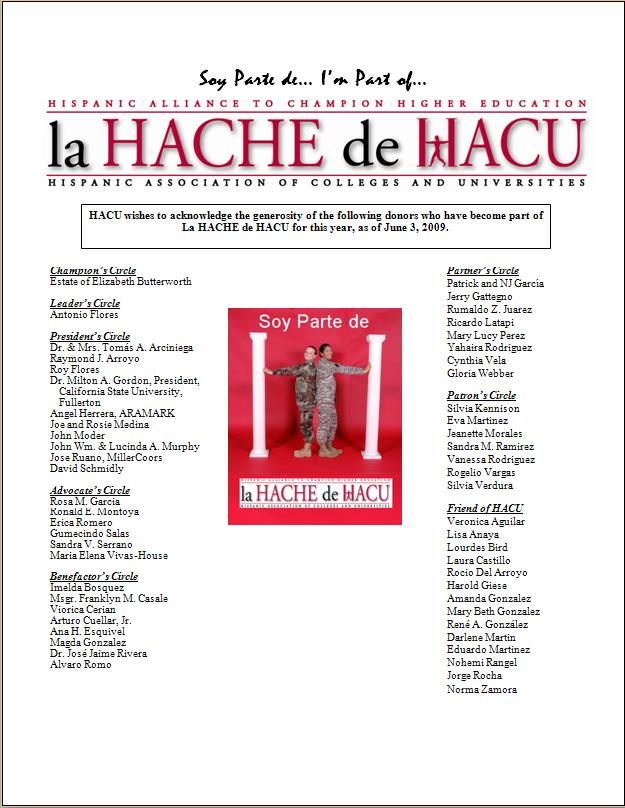 Soy Parte de... I'm Part of...
HISPANIC ALLIANCE TO CHAMPION HIGHER EDUCATION
la HACHE de HACU
HISPANIC ASSOCIATION OF COLLEGES AND UNIVERSITIES
HACU wishes to acknowledge the generosity of the following donors who have become part of
La HACHE de HACU for this year, as of June 3, 2009.
Champion's Circle
Estate of Elizabeth Butterworth
Leader's Circle
Antonio Flores
President's Circle
Dr. & Mrs. Tomás A. Arciniega
Raymond J. Arroyo
Roy Flores
Dr. Milton A. Gordon, President,
California State University,
Fullerton
Angel Herrera, ARAMARK
Joe and Rosie Medina
John Moder
John Wm. & Lucinda A. Murphy
Jose Ruano, MillerCoors
David Schmidly
Advocate's Circle
Rosa M. Garcia
Ronald E. Montoya
Erica Romero
Gumecindo Salas
Sandra V. Serrano
Maria Elena Vivas-House
Benefactor's Circle
Imelda Bosquez
Msgr. Franklyn M. Casale
Viorica Cerian
Arturo Cuellar, Jr.
Ana H. Esquivel
Magda Gonzalez
Dr. José Jaime Rivera
Alvaro Romo
Soy Parte de
HISPANIC ALLIANCE TO CHAMPION HIGHER EDUCATION
la HACHE de HACU
HISPANIC ASSOCIATION OF COLLEGES AND UNIVERSITIES
Partner's Circle
Patrick and NJ García
Jerry Gattegno
Rumaldo Z. Juarez
Ricardo Latapi
Mary Lucy Perez
Yahaira Rodriguez
Cynthia Vela
Gloria Webber
Patron's Circle
Silvia Kennison
Eva Martinez
Jeanette Morales
Sandra M. Ramirez
Vanessa Rodriguez
Rogelio Vargas
Silvia Verdura
Friend of HACU
Veronica Aguilar
Lisa Anaya
Lourdes Bird
Laura Castillo
Rocio Del Arroyo
Harold Giese
Amanda Gonzalez
Mary Beth Gonzalez
René A. González
Darlene Martin
Eduardo Martinez
Nohemi Rangel
Jorge Rocha
Norma Zamora